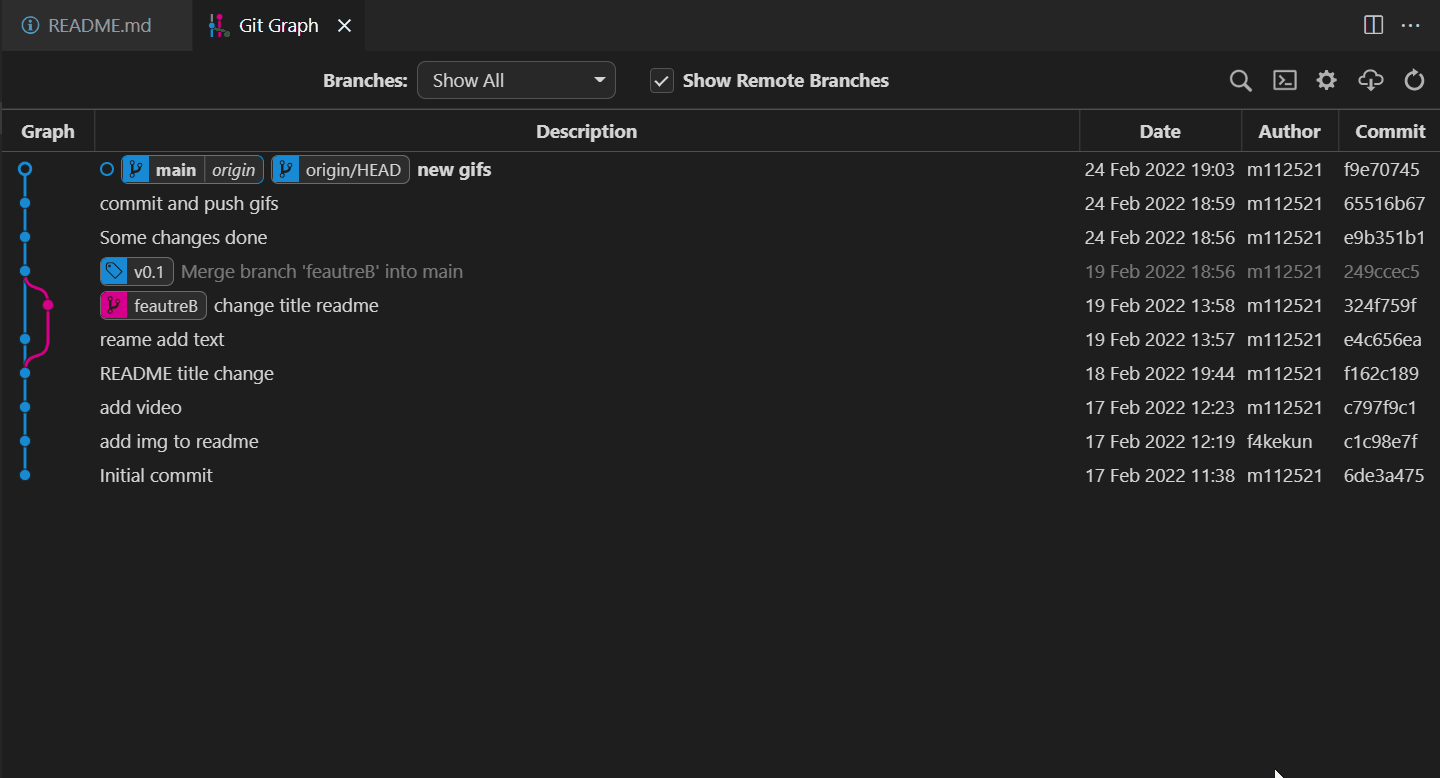 README.md Git Graph
Branches: Show All Show Remote Branches
Graph Description Date Author Commit
main origin origin/HEAD new gifs 24 Feb 2022 19:03 m112521 f9e70745
commit and push gifs 24 Feb 2022 18:59 m112521 65516b67
Some changes done 24 Feb 2022 18:56 m112521 e9b351b1
v0.1 Merge branch 'feautreB' into main 19 Feb 2022 18:56 m112521 249ccec5
feautreB change title readme 19 Feb 2022 13:58 m112521 324f759f
reame add text 19 Feb 2022 13:57 m112521 e4c656ea
README title change 18 Feb 2022 19:44 m112521 f162c189
add video 17 Feb 2022 12:23 m112521 c797f9c1
add img to readme 17 Feb 2022 12:19 f4kekun c1c98e7f
Initial commit 17 Feb 2022 11:38 m112521 6de3a475